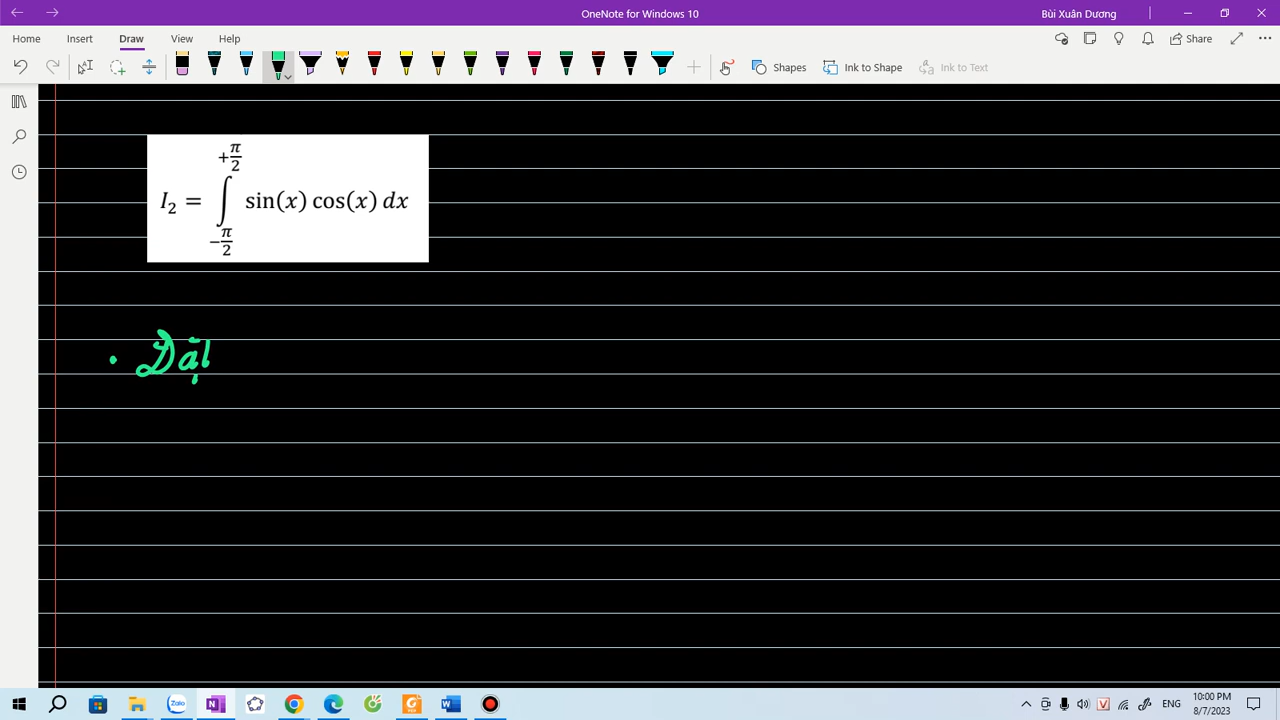 OneNote for Windows 10
Bùi Xuân Dương
Home Insert Draw View Help
Share
Shapes Ink to Shape Ink to Text
I₂ = ∫_{-π/2}^{+π/2} sin(x) cos(x) dx
Zalo
ENG
10:00 PM
8/7/2023